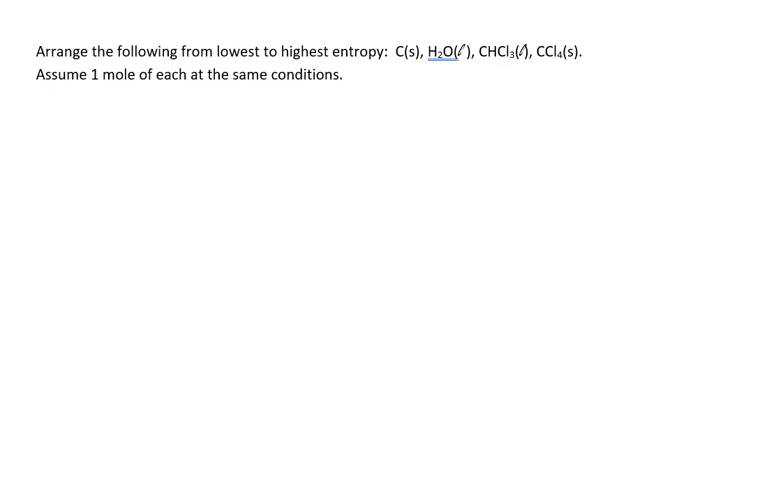 Arrange the following from lowest to highest entropy: C(s), H₂O(ℓ), CHCl₃(ℓ), CCl₄(s).
Assume 1 mole of each at the same conditions.